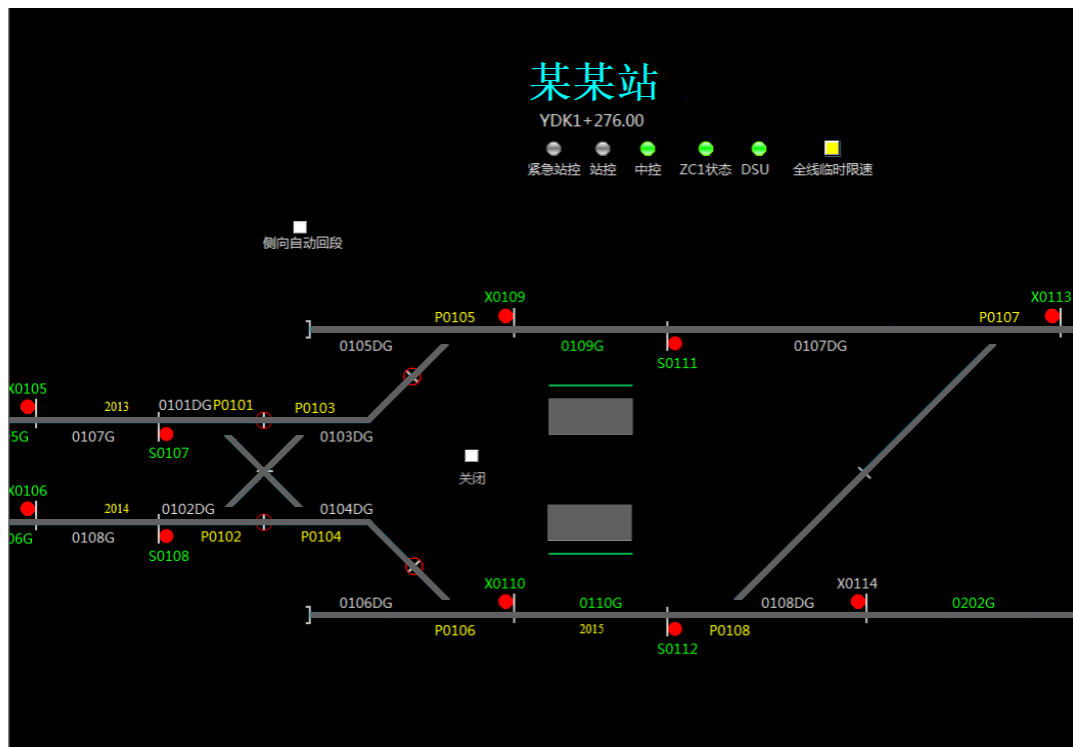 某某站
YDK1+276.00
紧急站控 站控 中控 ZC1状态 DSU 全线临时限速
侧向自动回段
X0109 X0113
P0105 P0107
0105DG 0109G 0107DG
S0111
X0105
2013 0101DG P0101 P0103
5G 0107G 0103DG
S0107
关闭
X0106
2014 0102DG 0104DG
06G 0108G P0102 P0104
S0108
X0110 X0114
0106DG 0110G 0108DG 0202G
P0106 2015 P0108
S0112